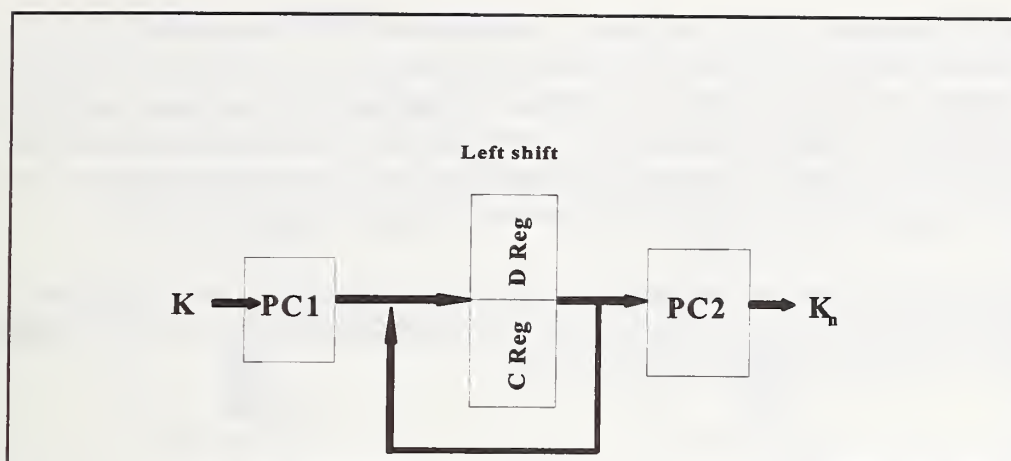 Left shift
D Reg
K
PC1
PC2
Kn
C Reg